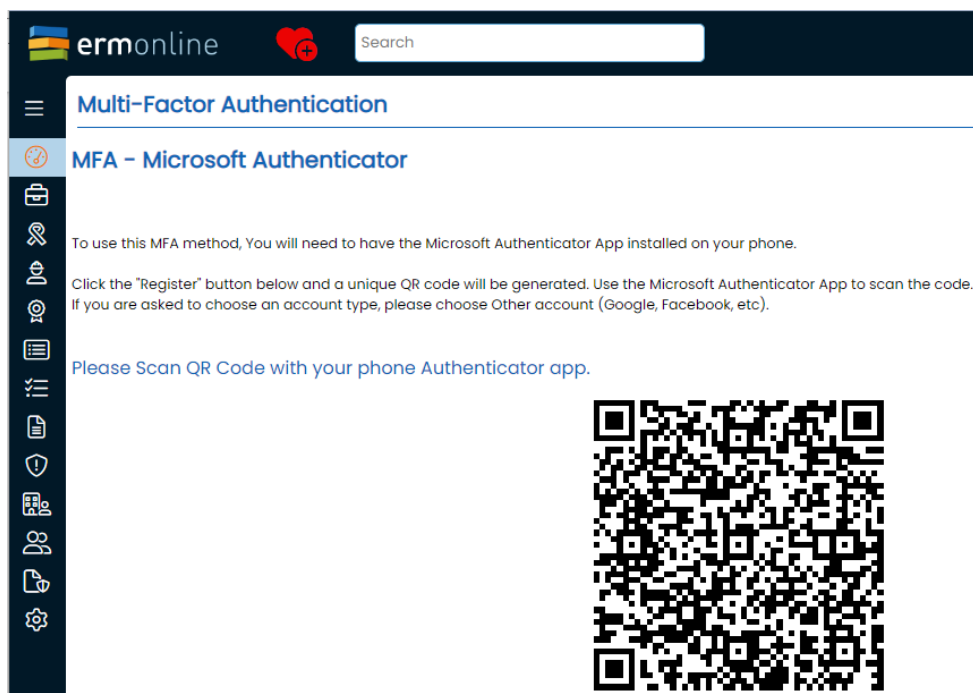 ermonline
Search
Multi-Factor Authentication
MFA - Microsoft Authenticator
To use this MFA method, You will need to have the Microsoft Authenticator App installed on your phone.
Click the "Register" button below and a unique QR code will be generated. Use the Microsoft Authenticator App to scan the code.
If you are asked to choose an account type, please choose Other account (Google, Facebook, etc).
Please Scan QR Code with your phone Authenticator app.